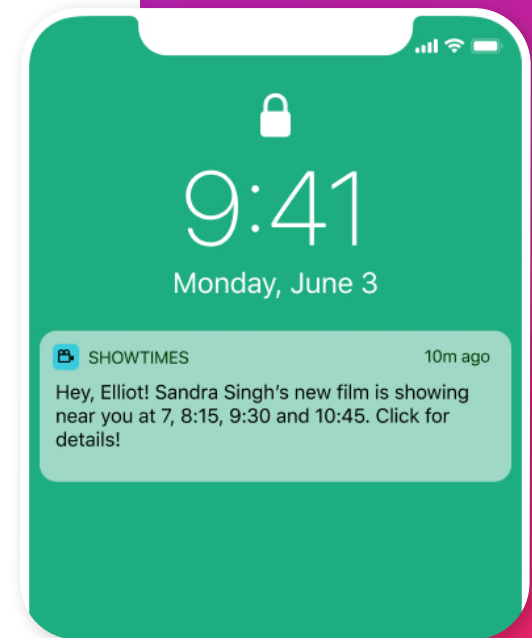 9:41
Monday, June 3
SHOWTIMES 10m ago
Hey, Elliot! Sandra Singh's new film is showing
near you at 7, 8:15, 9:30 and 10:45. Click for
details!